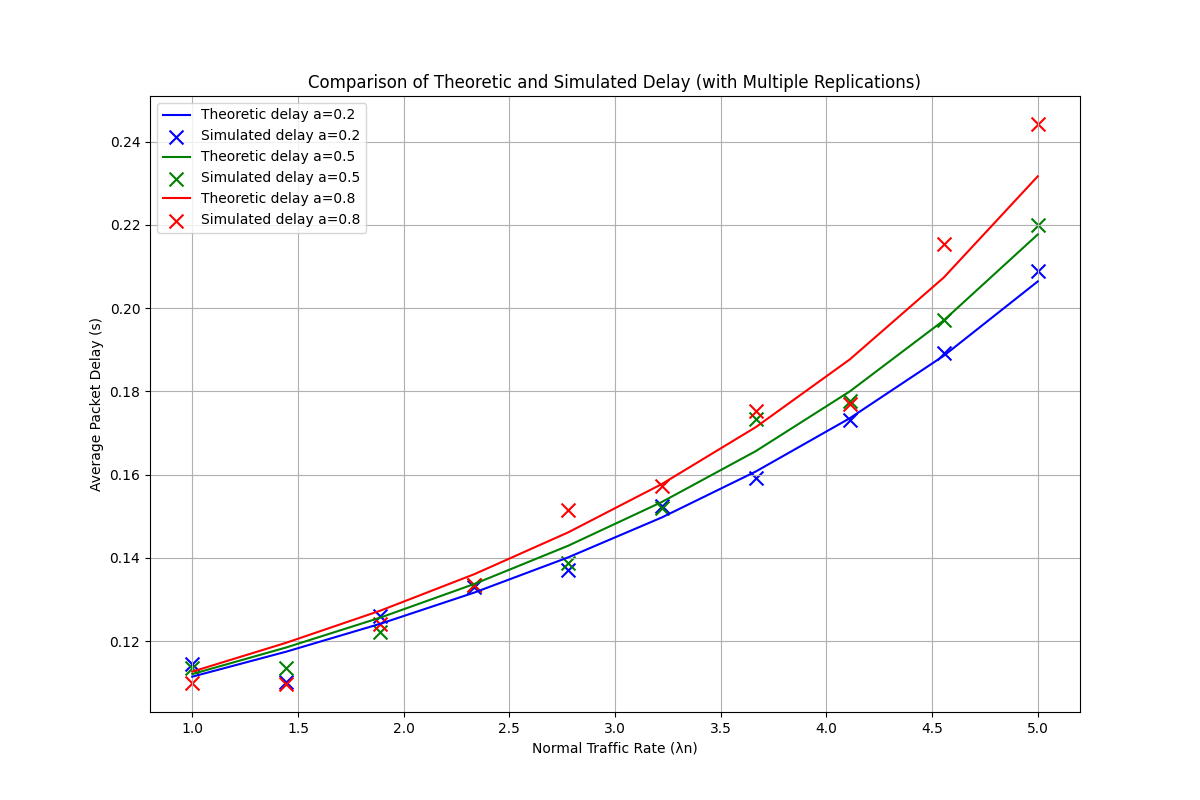 Comparison of Theoretic and Simulated Delay (with Multiple Replications)
Theoretic delay a=0.2
Simulated delay a=0.2
Theoretic delay a=0.5
Simulated delay a=0.5
Theoretic delay a=0.8
Simulated delay a=0.8
Average Packet Delay (s)
0.24
0.22
0.20
0.18
0.16
0.14
0.12
1.0 1.5 2.0 2.5 3.0 3.5 4.0 4.5 5.0
Normal Traffic Rate (λn)